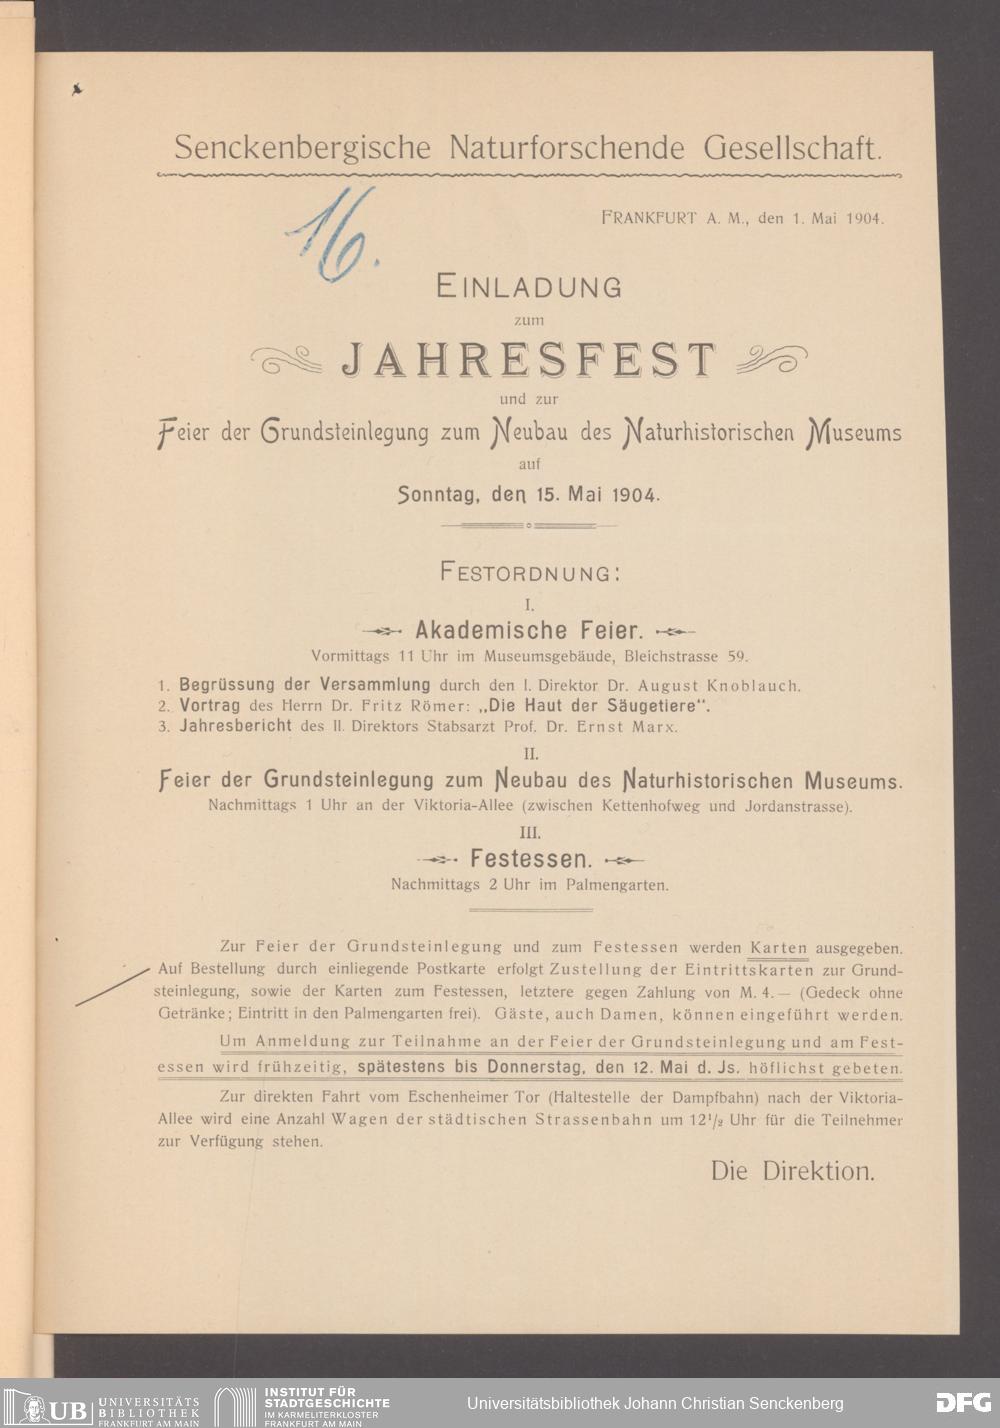 Senckenbergische Naturforschende Gesellschaft.
16.
FRANKFURT A. M., den 1. Mai 1904.
EINLADUNG
zum
JAHRESFEST
und zur
Feier der Grundsteinlegung zum Neubau des Naturhistorischen Museums
auf
Sonntag, den 15. Mai 1904.
FESTORDNUNG:
I.
Akademische Feier.
Vormittags 11 Uhr im Museumsgebäude, Bleichstrasse 59.
1. Begrüssung der Versammlung durch den I. Direktor Dr. August Knoblauch.
2. Vortrag des Herrn Dr. Fritz Römer: „Die Haut der Säugetiere“.
3. Jahresbericht des II. Direktors Stabsarzt Prof. Dr. Ernst Marx.
II.
Feier der Grundsteinlegung zum Neubau des Naturhistorischen Museums.
Nachmittags 1 Uhr an der Viktoria-Allee (zwischen Kettenhofweg und Jordanstrasse).
III.
Festessen.
Nachmittags 2 Uhr im Palmengarten.
Zur Feier der Grundsteinlegung und zum Festessen werden Karten ausgegeben.
Auf Bestellung durch einliegende Postkarte erfolgt Zustellung der Eintrittskarten zur Grund-
steinlegung, sowie der Karten zum Festessen, letztere gegen Zahlung von M. 4.— (Gedeck ohne
Getränke; Eintritt in den Palmengarten frei). Gäste, auch Damen, können eingeführt werden.
Um Anmeldung zur Teilnahme an der Feier der Grundsteinlegung und am Fest-
essen wird frühzeitig, spätestens bis Donnerstag, den 12. Mai d. Js. höflichst gebeten.
Zur direkten Fahrt vom Eschenheimer Tor (Haltestelle der Dampfbahn) nach der Viktoria-
Allee wird eine Anzahl Wagen der städtischen Strassenbahn um 12½ Uhr für die Teilnehmer
zur Verfügung stehen.
Die Direktion.
UB UNIVERSITÄTS
BIBLIOTHEK
FRANKFURT AM MAIN
INSTITUT FÜR
STADTGESCHICHTE
IM KARMELITERKLOSTER
FRANKFURT AM MAIN
Universitätsbibliothek Johann Christian Senckenberg
DFG